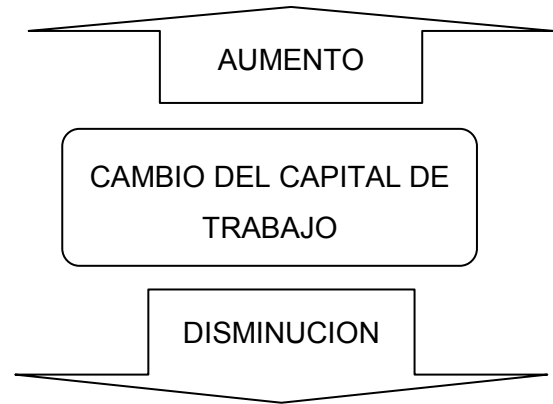 AUMENTO
CAMBIO DEL CAPITAL DE
TRABAJO
DISMINUCION